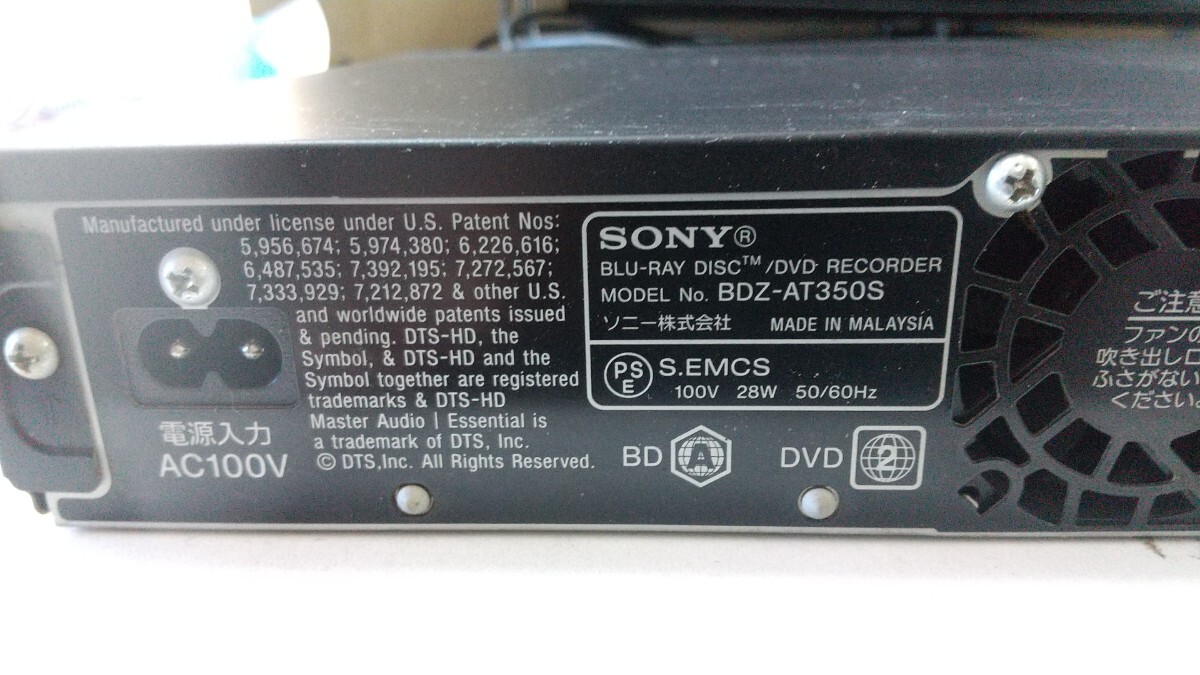 Manufactured under license under U.S. Patent Nos:
5,956,674; 5,974,380; 6,226,616;
6,487,535; 7,392,195; 7,272,567;
7,333,929; 7,212,872 & other U.S.
and worldwide patents issued
& pending. DTS-HD, the
Symbol, & DTS-HD and the
Symbol together are registered
trademarks & DTS-HD
Master Audio | Essential is
a trademark of DTS, Inc.
© DTS,Inc. All Rights Reserved.
電源入力
AC100V
SONY®
BLU-RAY DISC™/DVD RECORDER
MODEL No. BDZ-AT350S
ソニー株式会社 MADE IN MALAYSIA
PS
E
S.EMCS
100V 28W 50/60Hz
BD A
DVD 2
ご注意
ファンの
吹き出し口
ふさがない
ください